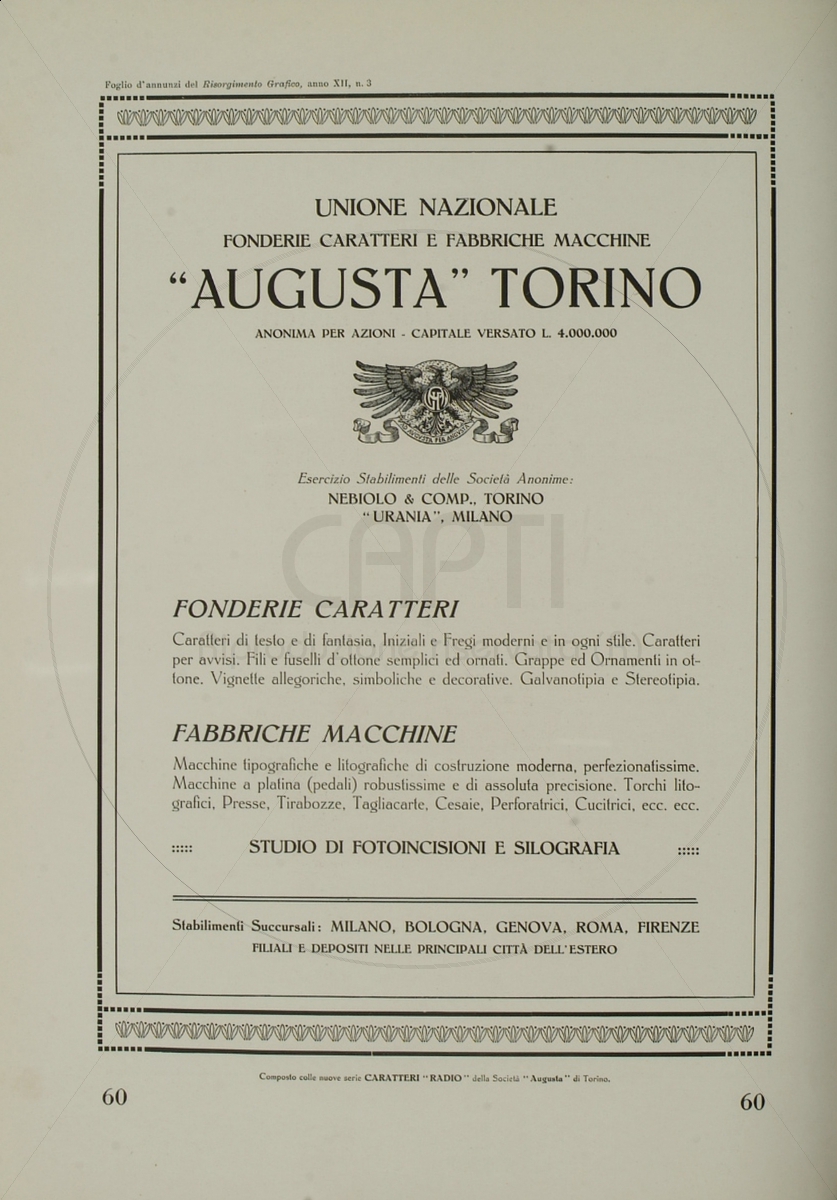 Foglio d'annunzi del Risorgimento Grafico, anno XII, n. 3
UNIONE NAZIONALE
FONDERIE CARATTERI E FABBRICHE MACCHINE
“AUGUSTA” TORINO
ANONIMA PER AZIONI - CAPITALE VERSATO L. 4.000.000
AD AUGUSTA PER ANGUSTA
Esercizio Stabilimenti delle Società Anonime:
NEBIOLO & COMP., TORINO
“URANIA”, MILANO
CAPTI
FONDERIE CARATTERI
Caratteri di testo e di fantasia, Iniziali e Fregi moderni e in ogni stile. Caratteri
per avvisi. Fili e fuselli d'ottone semplici ed ornati. Grappe ed Ornamenti in ot-
tone. Vignette allegoriche, simboliche e decorative. Galvanotipia e Stereotipia.
FABBRICHE MACCHINE
Macchine tipografiche e litografiche di costruzione moderna, perfezionatissime.
Macchine a platina (pedali) robustissime e di assoluta precisione. Torchi lito-
grafici, Presse, Tirabozze, Tagliacarte, Cesaie, Perforatrici, Cucitrici, ecc. ecc.
::::: STUDIO DI FOTOINCISIONI E SILOGRAFIA :::::
Stabilimenti Succursali: MILANO, BOLOGNA, GENOVA, ROMA, FIRENZE
FILIALI E DEPOSITI NELLE PRINCIPALI CITTÀ DELL'ESTERO
Composto colle nuove serie CARATTERI “RADIO” della Società “Augusta” di Torino.
60 60